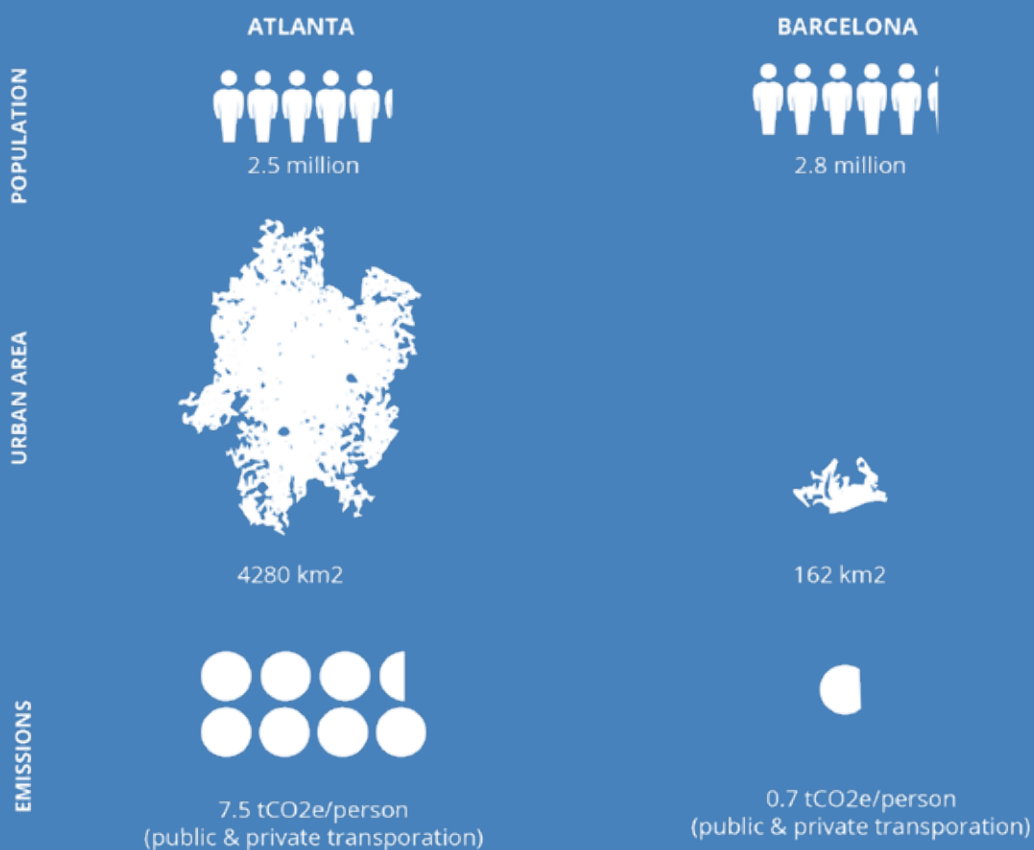 ATLANTA
BARCELONA
POPULATION
2.5 million
2.8 million
URBAN AREA
4280 km2
162 km2
EMISSIONS
7.5 tCO2e/person
(public & private transporation)
0.7 tCO2e/person
(public & private transporation)